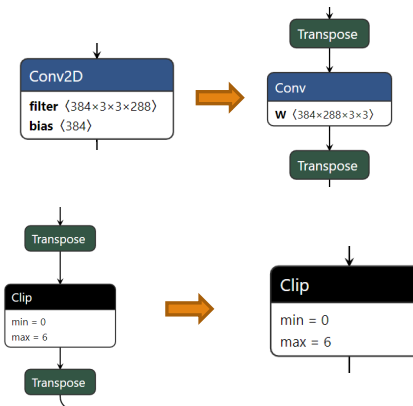 Conv2D
filter〈384×3×3×288〉
bias〈384〉
Transpose
Conv
W〈384×288×3×3〉
Transpose
Transpose
Clip
min = 0
max = 6
Transpose
Clip
min = 0
max = 6